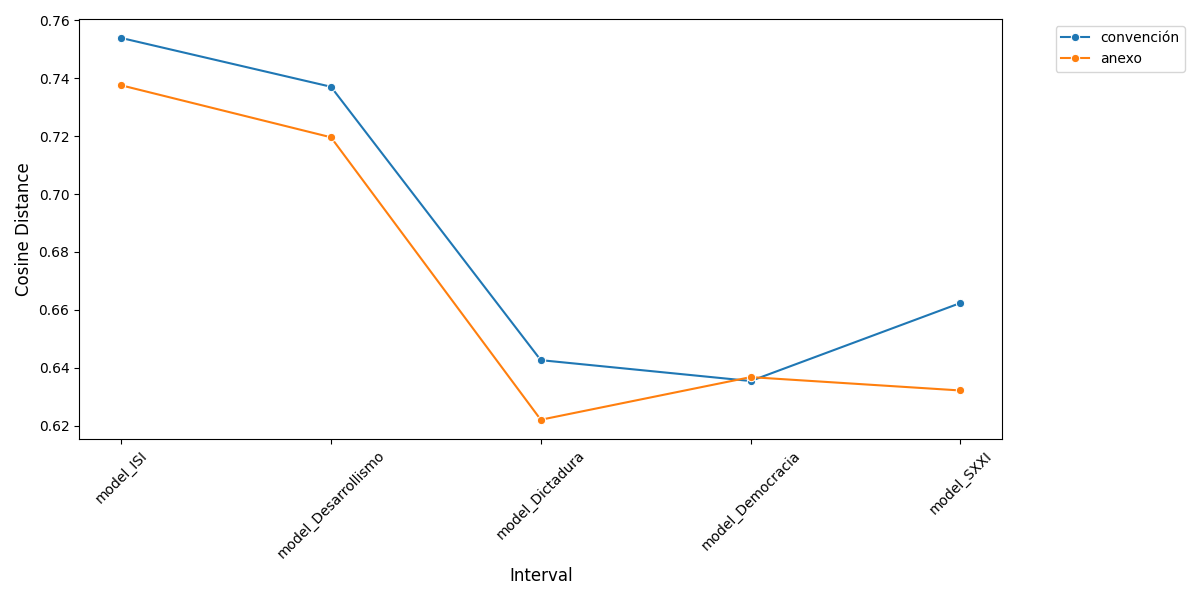 0.76
0.74
0.72
0.70
0.68
0.66
0.64
0.62
Cosine Distance
model_ISI
model_Desarrollismo
model_Dictadura
model_Democracia
model_SXXI
Interval
convención
anexo